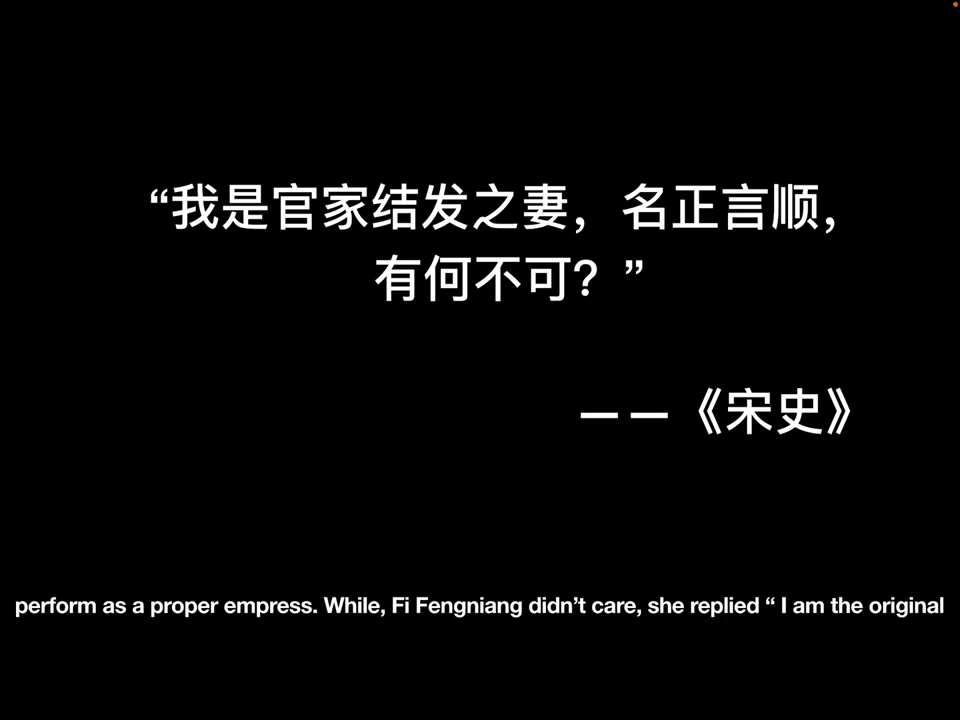 “我是官家结发之妻，名正言顺，
有何不可？”
——《宋史》
perform as a proper empress. While, Fi Fengniang didn’t care, she replied “ I am the original